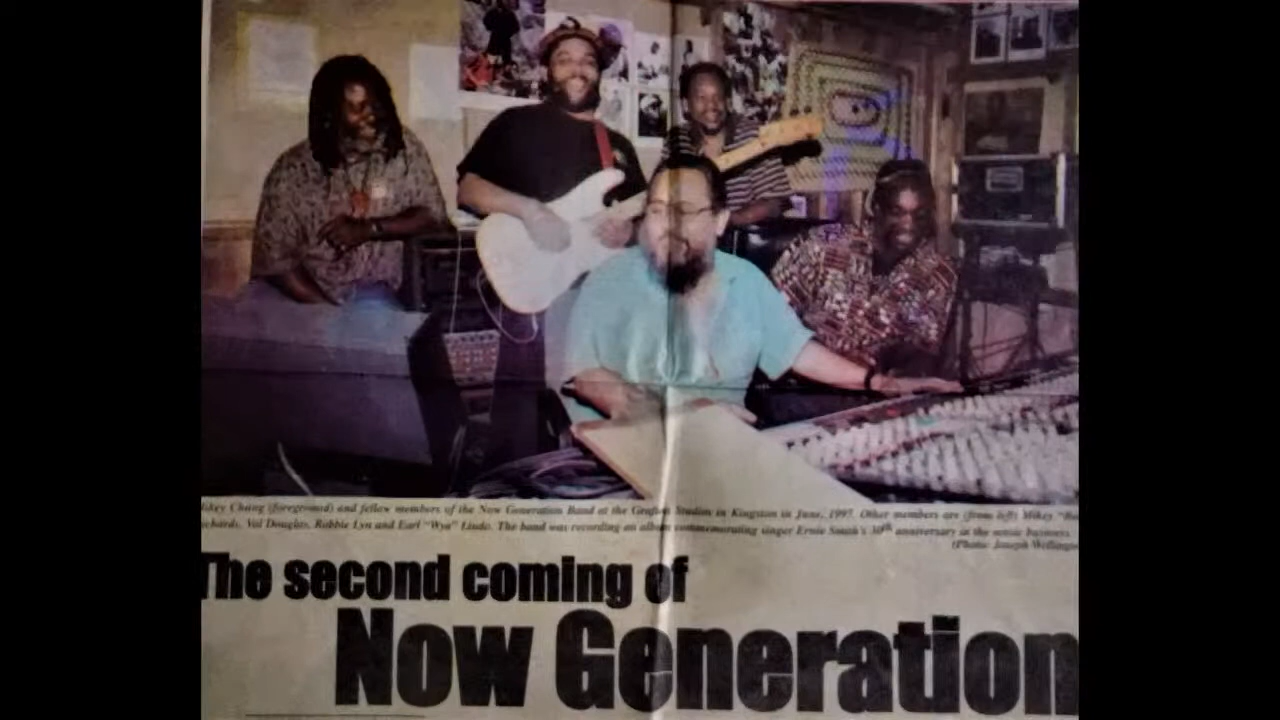 ikey Chung (foreground) and fellow members of the Now Generation Band at the Grafton Studios in Kingston in June, 1997. Other members are (from left) Mikey "Bo
ichards, Val Douglas, Robbie Lyn and Earl "Wya" Lindo. The band was recording an album commemorating singer Ernie Smith's 30th anniversary in the music business.
(Photo: Joseph Wellington
The second coming of
Now Generation